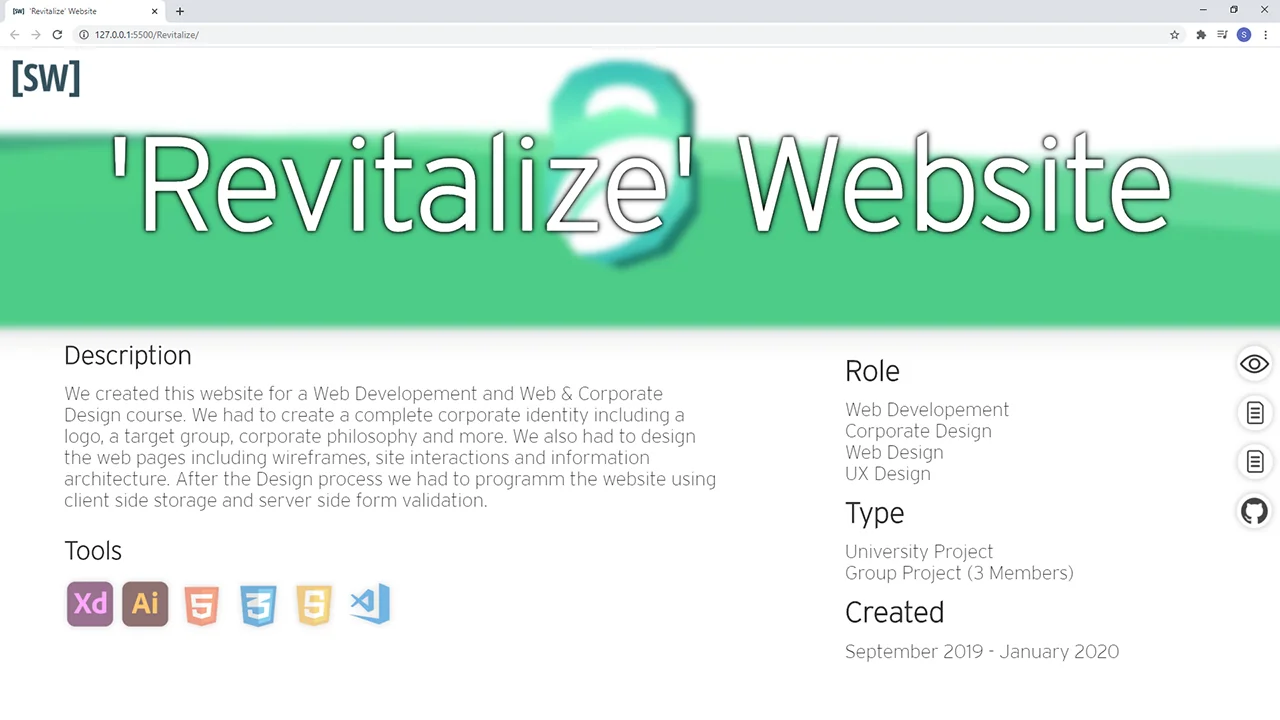 [SW] 'Revitalize' Website
127.0.0.1:5500/Revitalize/
S
[SW]
'Revitalize' Website
Description
We created this website for a Web Developement and Web & Corporate
Design course. We had to create a complete corporate identity including a
logo, a target group, corporate philosophy and more. We also had to design
the web pages including wireframes, site interactions and information
architecture. After the Design process we had to programm the website using
client side storage and server side form validation.
Tools
Xd Ai 5 3 5
Role
Web Developement
Corporate Design
Web Design
UX Design
Type
University Project
Group Project (3 Members)
Created
September 2019 - January 2020